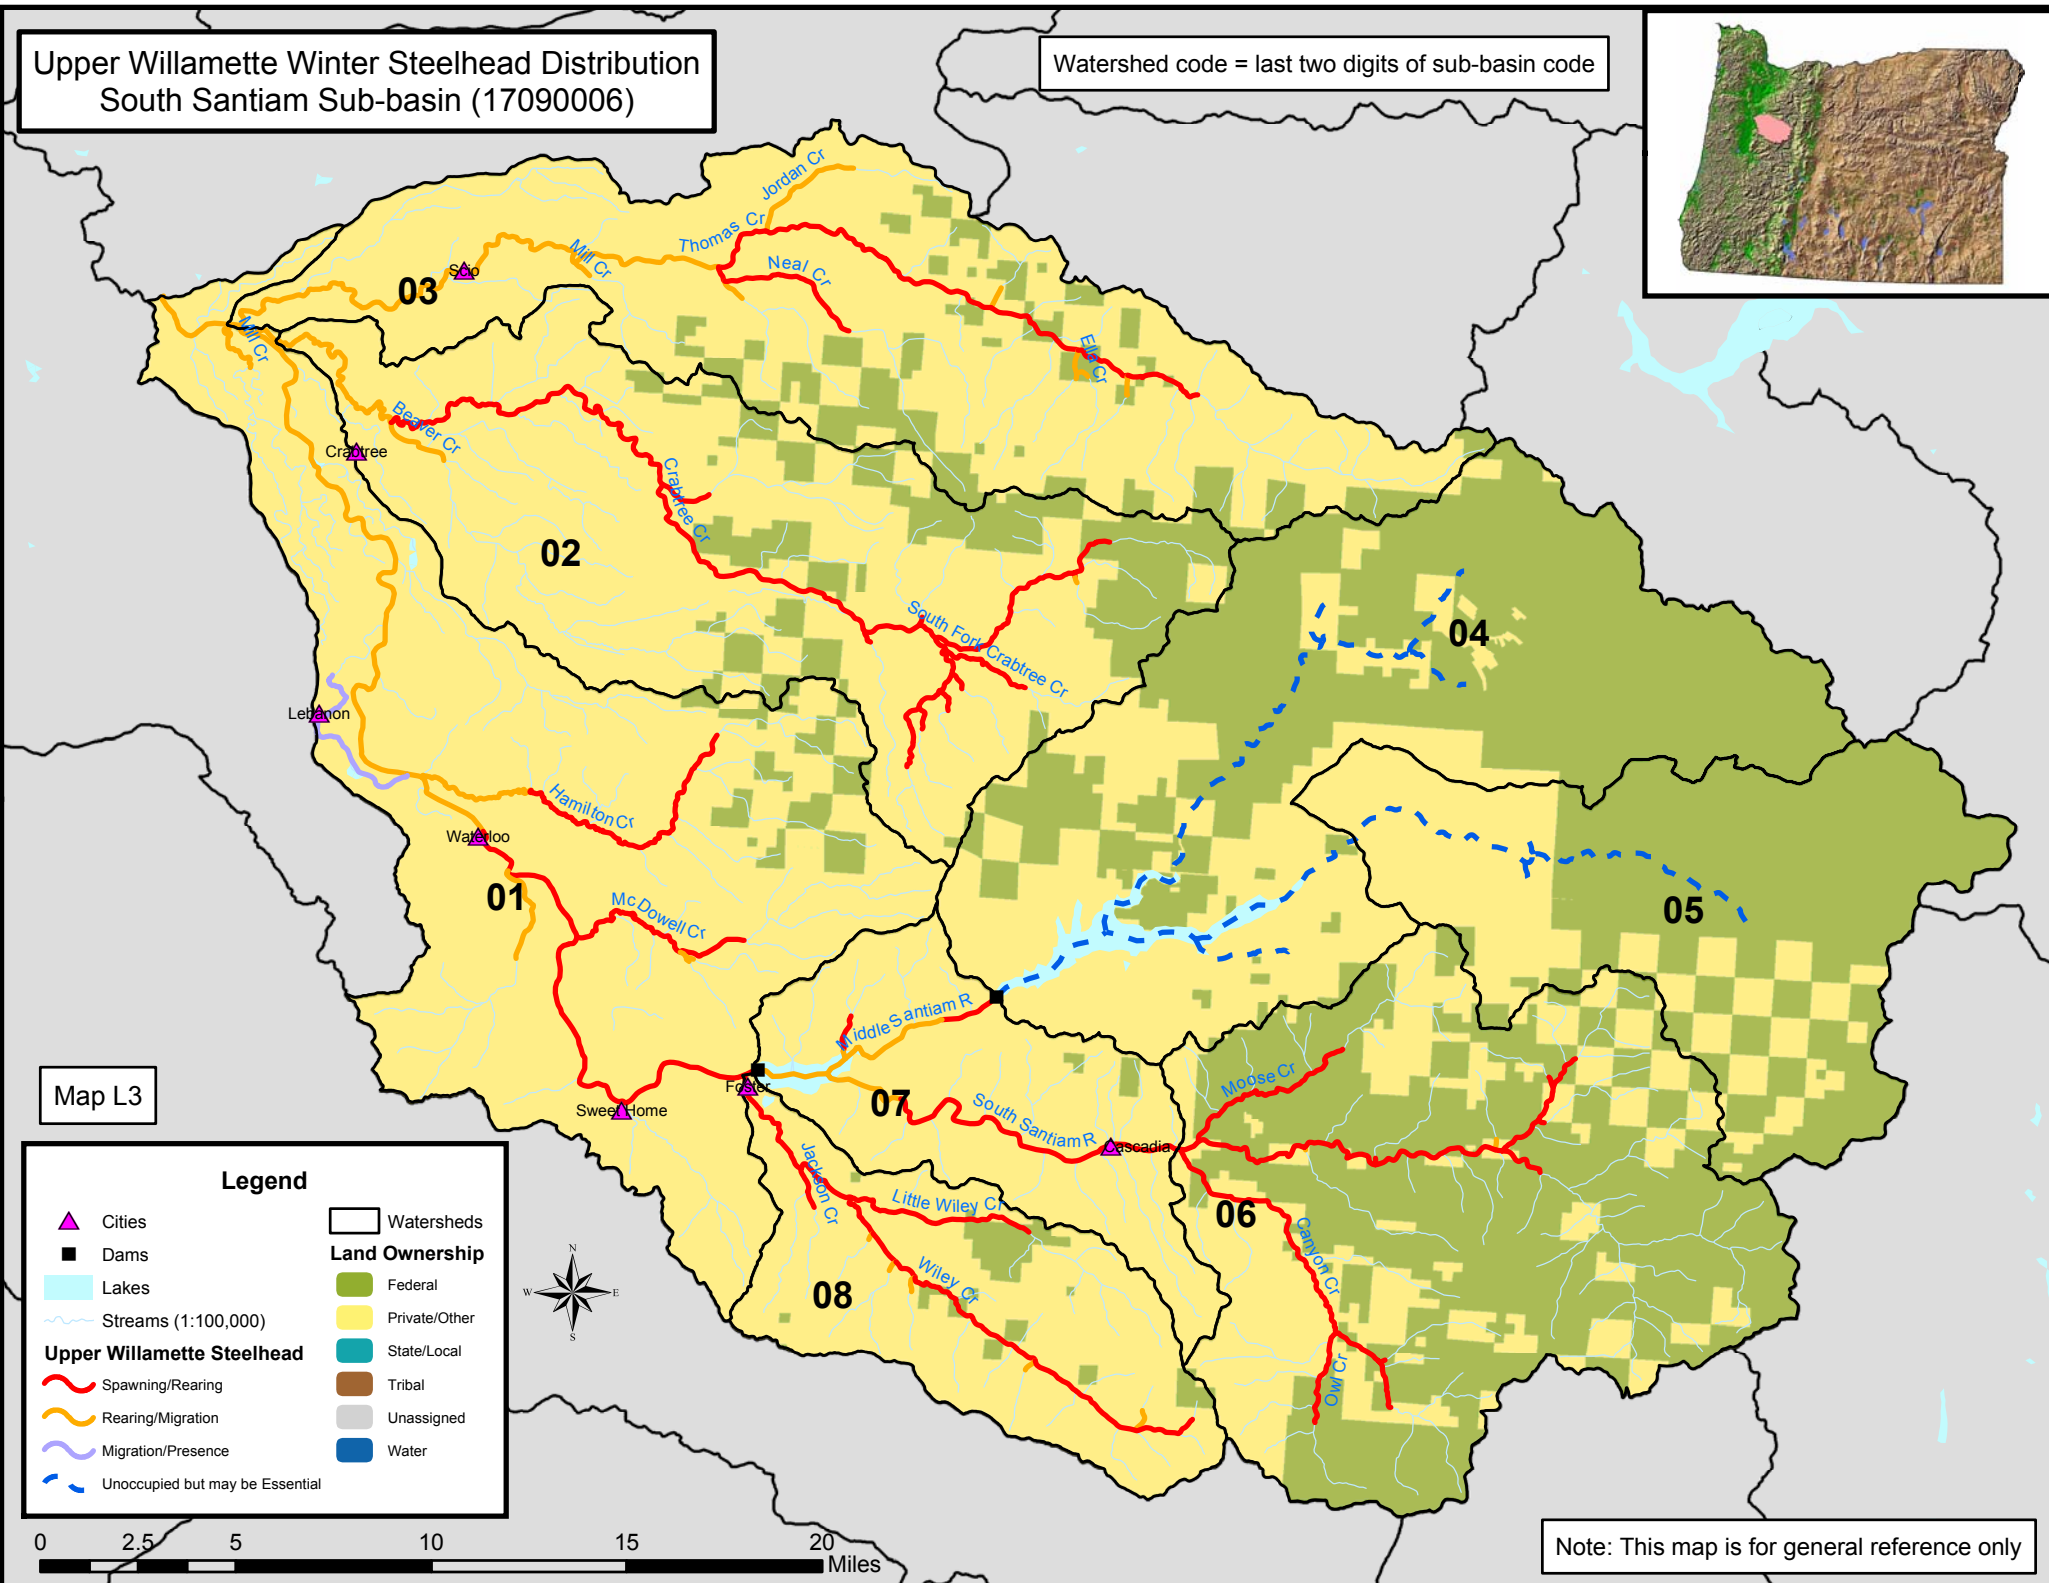 Upper Willamette Winter Steelhead Distribution
South Santiam Sub-basin (17090006)
Watershed code = last two digits of sub-basin code
Jordan Cr
Thomas Cr
Mill Cr
Neal Cr
Scio
03
Mill Cr
Ella Cr
Beaver Cr
Crabtree
Crabtree Cr
02
South Fork Crabtree Cr
04
Lebanon
Hamilton Cr
Waterloo
01
Mc Dowell Cr
05
Middle Santiam R
Foster
Sweet Home
07
South Santiam R
Cascadia
Moose Cr
Jackson Cr
Little Wiley Cr
06
Canyon Cr
Wiley Cr
08
Owl Cr
Map L3
Legend
Cities
Dams
Lakes
Streams (1:100,000)
Upper Willamette Steelhead
Spawning/Rearing
Rearing/Migration
Migration/Presence
Unoccupied but may be Essential
Watersheds
Land Ownership
Federal
Private/Other
State/Local
Tribal
Unassigned
Water
N
W E
S
0 2.5 5 10 15 20
Miles
Note: This map is for general reference only